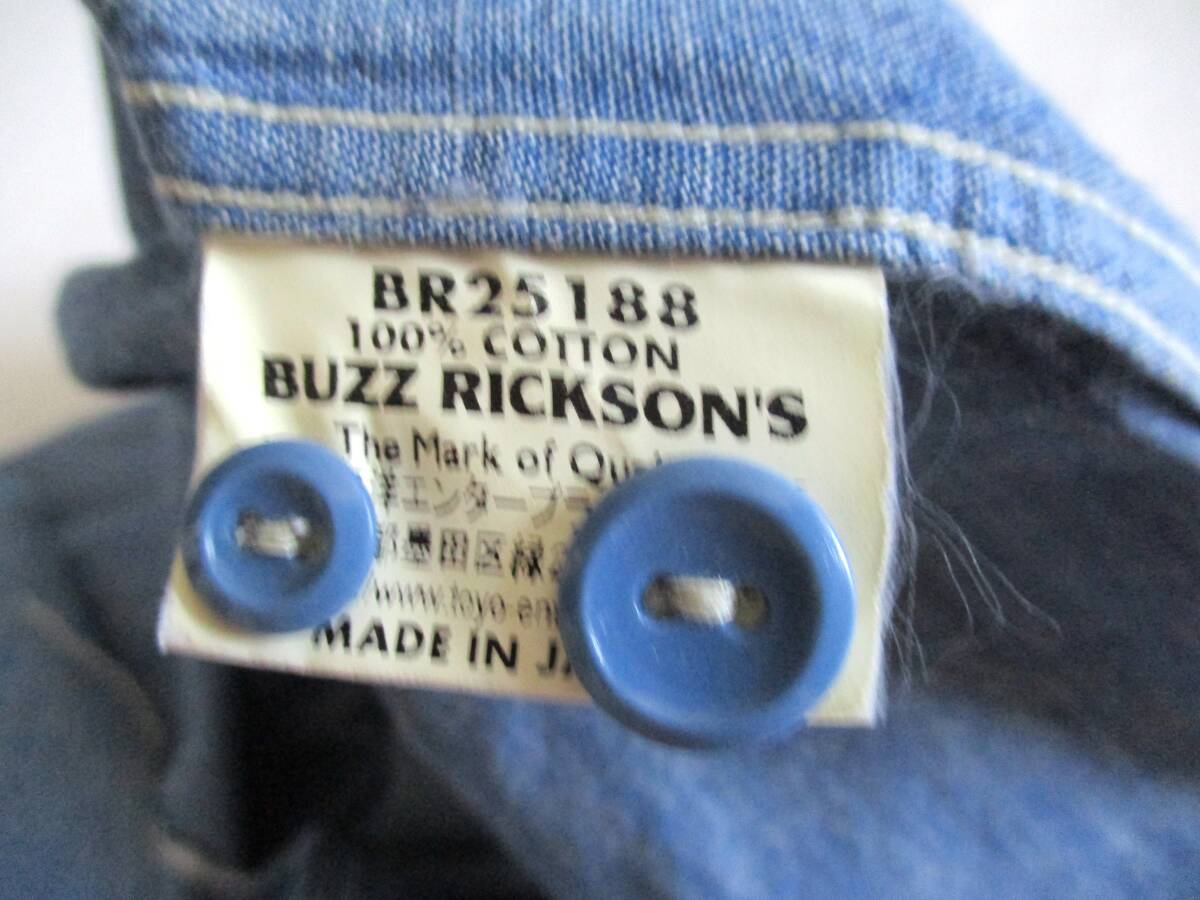 BR25188
100% COTTON
BUZZ RICKSON'S
The Mark of Qu
洋エンタープラ
墨田区緑
www.toyo-en
MADE IN JA